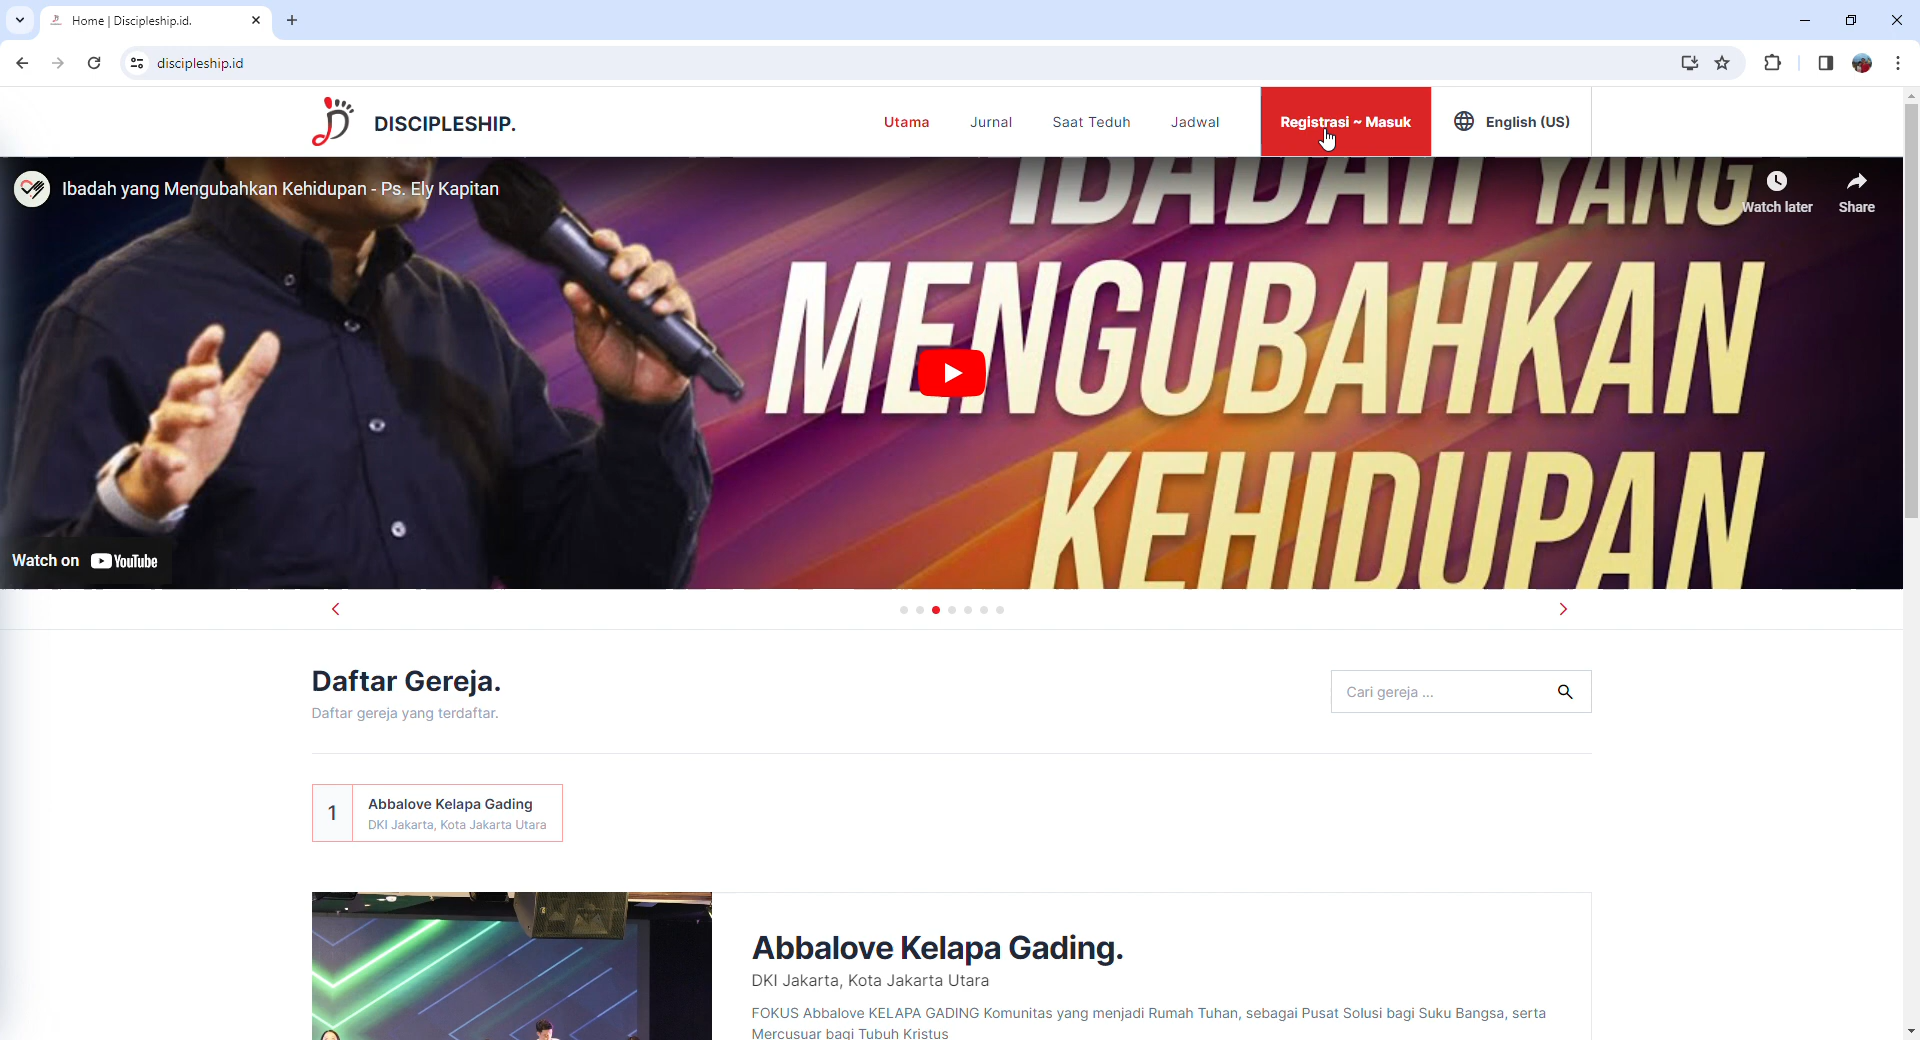 Home | Discipleship.id.
discipleship.id
DISCIPLESHIP.
Utama
Jurnal
Saat Teduh
Jadwal
Registrasi ~ Masuk
English (US)
Ibadah yang Mengubahkan Kehidupan - Ps. Ely Kapitan
Watch later
Share
IBADAH YANG
MENGUBAHKAN
KEHIDUPAN
Watch on YouTube
Daftar Gereja.
Daftar gereja yang terdaftar.
Cari gereja ...
1
Abbalove Kelapa Gading
DKI Jakarta, Kota Jakarta Utara
Abbalove Kelapa Gading.
DKI Jakarta, Kota Jakarta Utara
FOKUS Abbalove KELAPA GADING Komunitas yang menjadi Rumah Tuhan, sebagai Pusat Solusi bagi Suku Bangsa, serta
Mercusuar bagi Tubuh Kristus